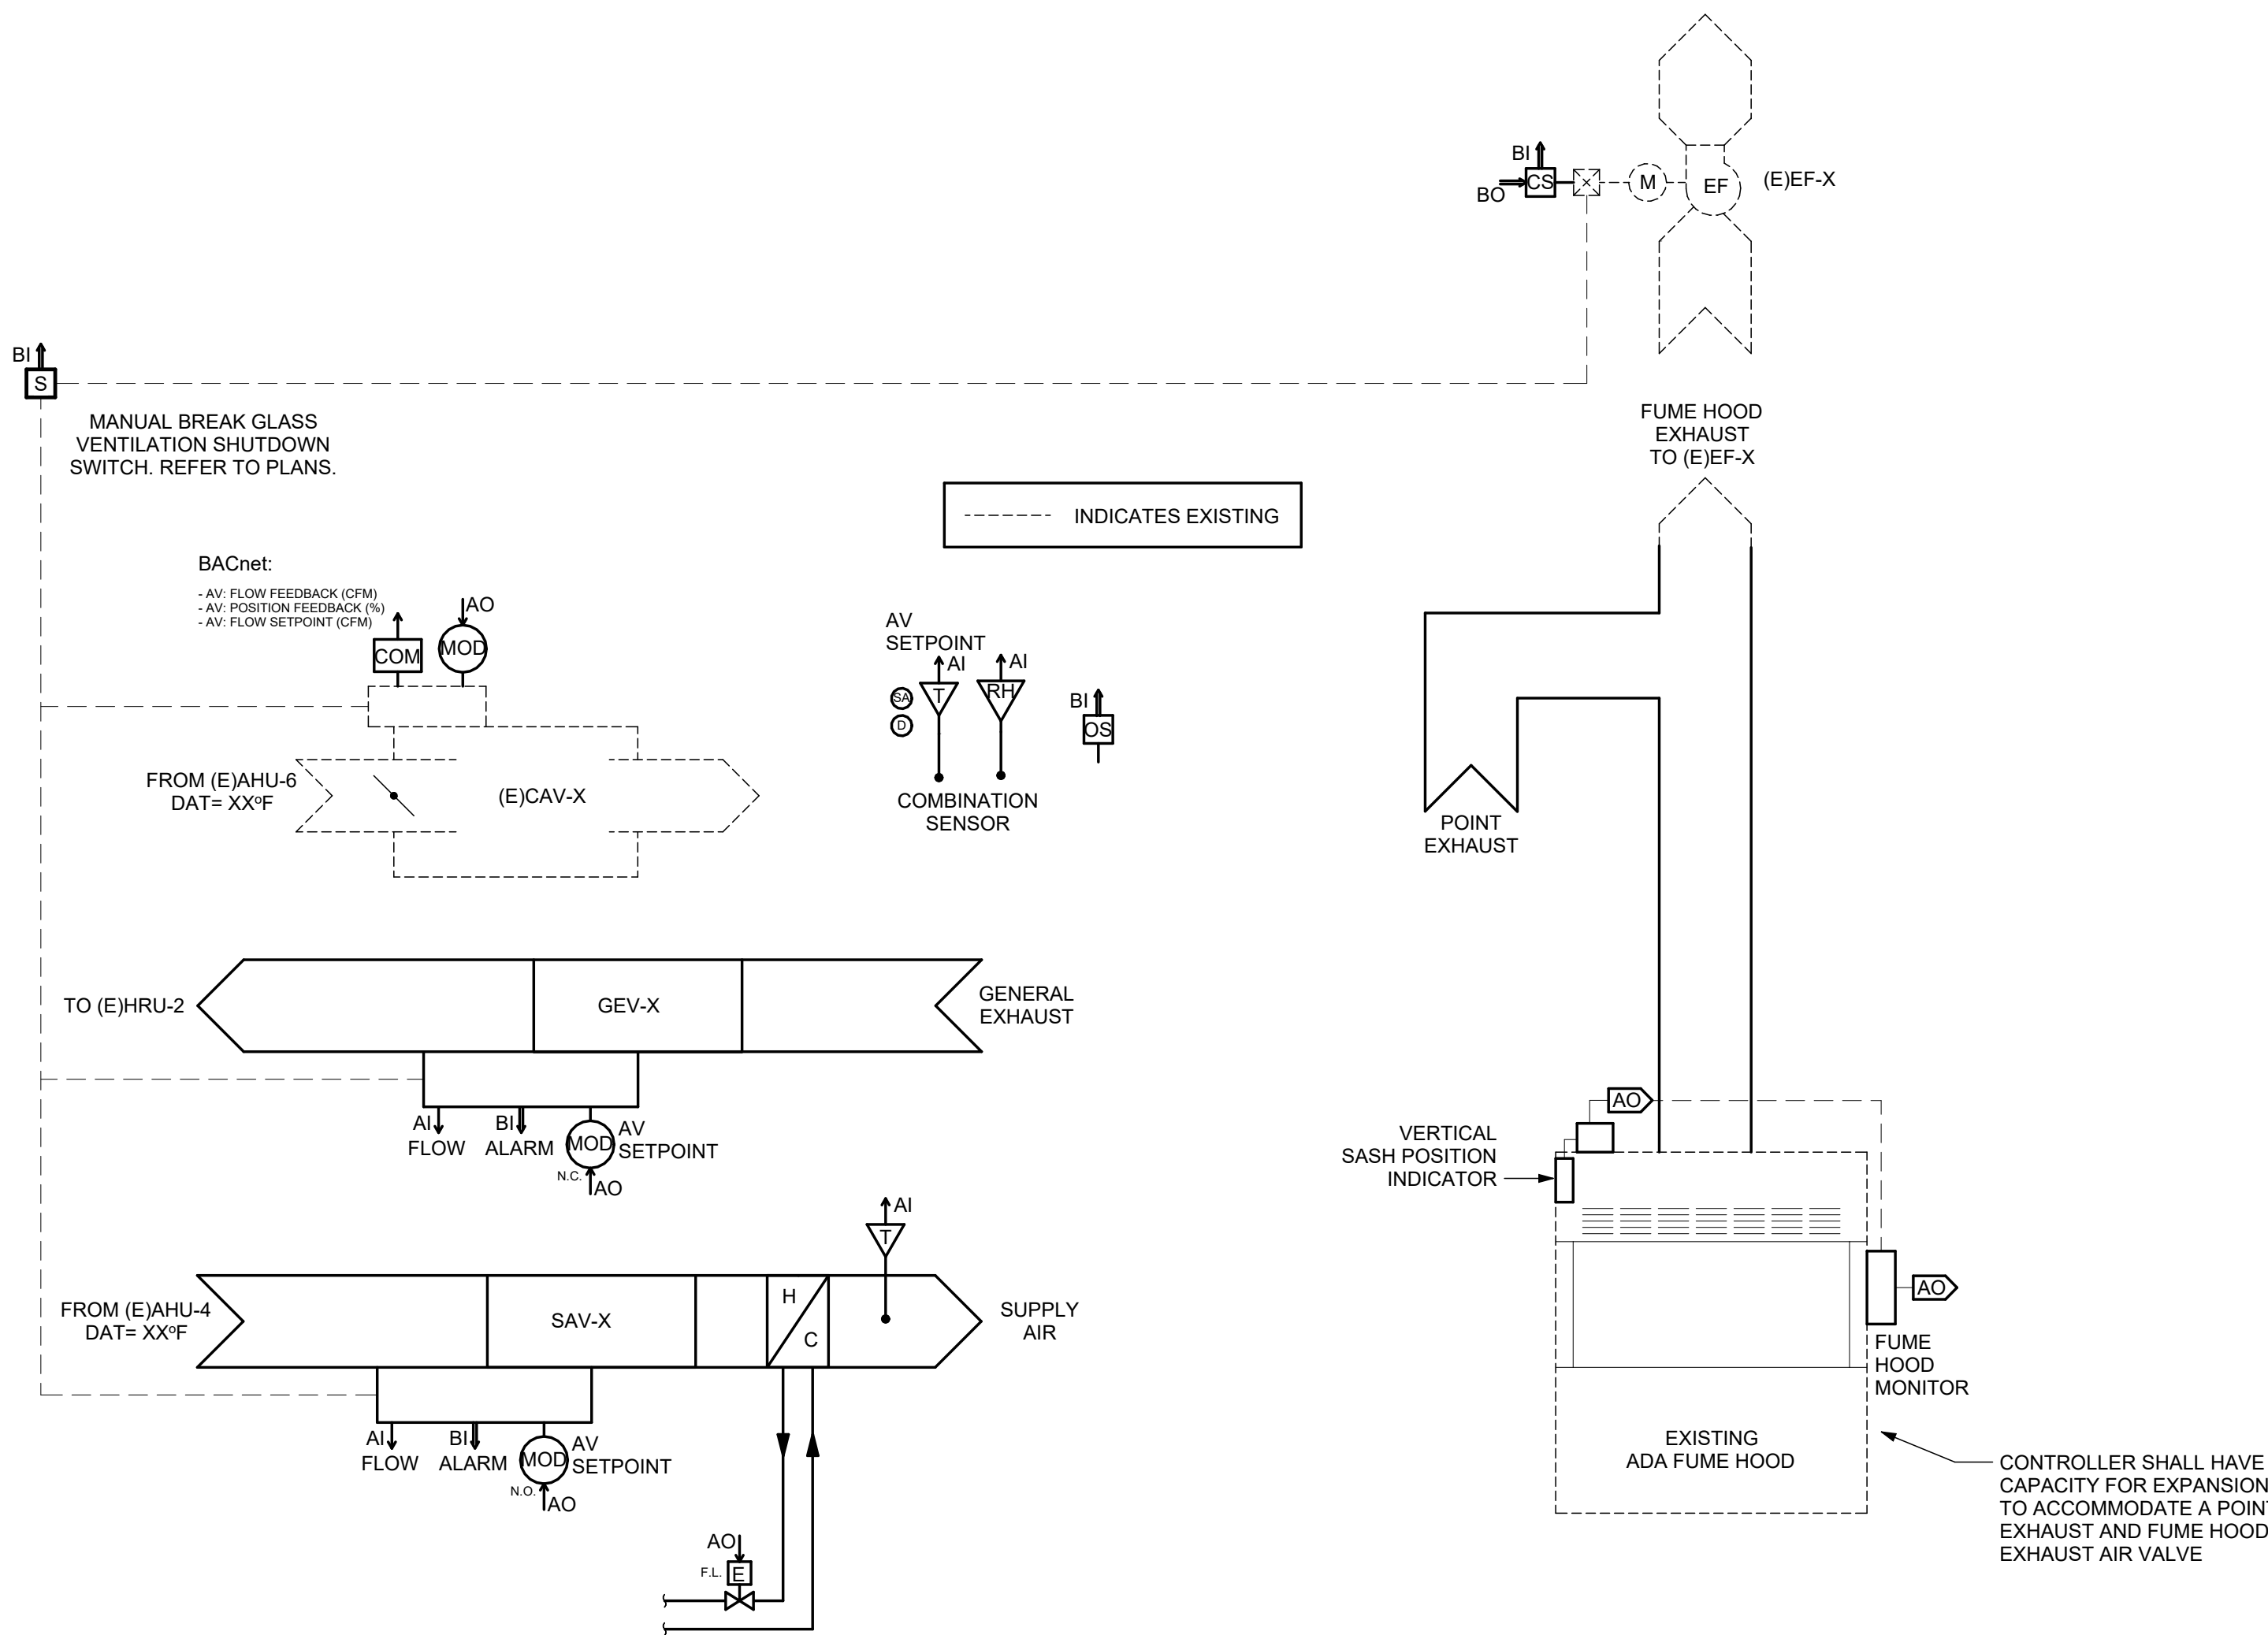 BI
CS
BO
M
EF
(E)EF-X
BI
S
MANUAL BREAK GLASS
VENTILATION SHUTDOWN
SWITCH. REFER TO PLANS.
FUME HOOD
EXHAUST
TO (E)EF-X
INDICATES EXISTING
BACnet:
- AV: FLOW FEEDBACK (CFM)
- AV: POSITION FEEDBACK (%)
- AV: FLOW SETPOINT (CFM)
AO
COM
MOD
AV
SETPOINT
AI
AI
SA
T
RH
D
BI
OS
FROM (E)AHU-6
DAT= XXºF
(E)CAV-X
COMBINATION
SENSOR
POINT
EXHAUST
TO (E)HRU-2
GEV-X
GENERAL
EXHAUST
AI
FLOW
BI
ALARM
MOD
AV
SETPOINT
N.C.
AO
AO
VERTICAL
SASH POSITION
INDICATOR
AI
T
FROM (E)AHU-4
DAT= XXºF
SAV-X
H
C
SUPPLY
AIR
AO
FUME
HOOD
MONITOR
AI
FLOW
BI
ALARM
MOD
AV
SETPOINT
N.O.
AO
EXISTING
ADA FUME HOOD
CONTROLLER SHALL HAVE
CAPACITY FOR EXPANSION
TO ACCOMMODATE A POIN
EXHAUST AND FUME HOOD
EXHAUST AIR VALVE
AO
F.L.
E